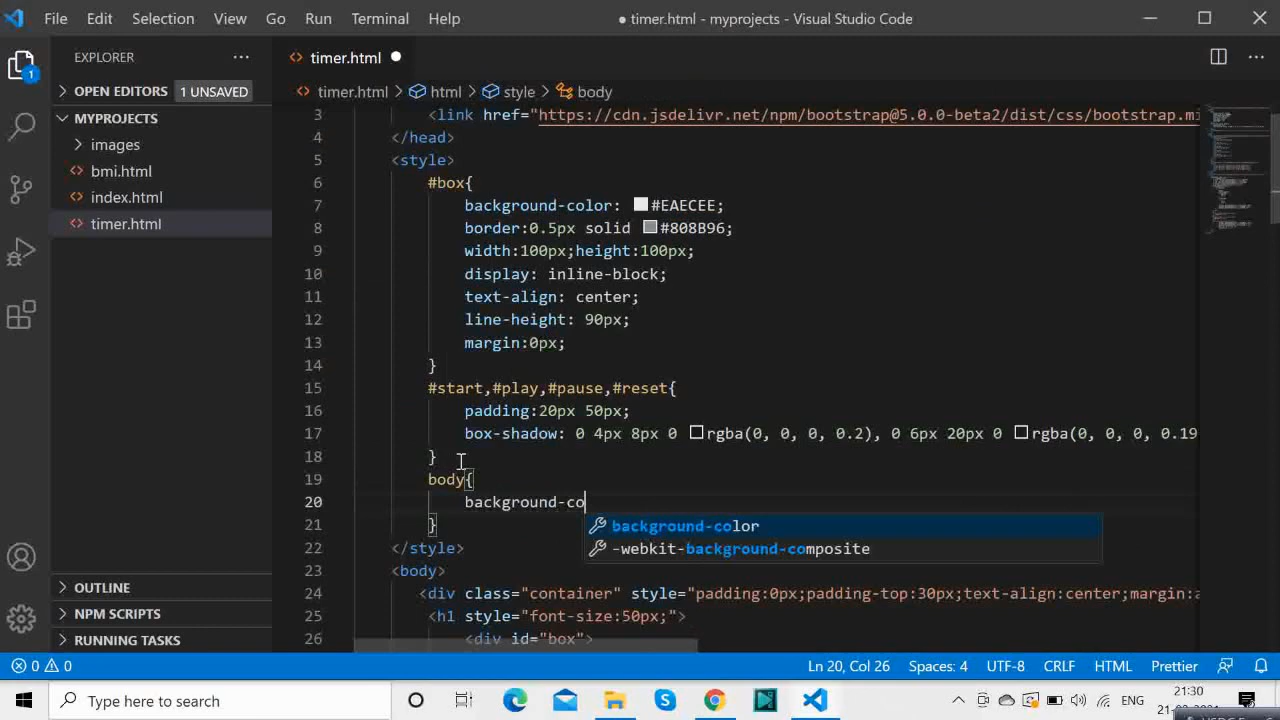 File Edit Selection View Go Run Terminal Help
● timer.html - myprojects - Visual Studio Code
EXPLORER
timer.html
OPEN EDITORS 1 UNSAVED
timer.html > html > style > body
MYPROJECTS
images
bmi.html
index.html
timer.html
OUTLINE
NPM SCRIPTS
RUNNING TASKS
1
3 <link href="https://cdn.jsdelivr.net/npm/bootstrap@5.0.0-beta2/dist/css/bootstrap.mi
4 </head>
5 <style>
6 #box{
7 background-color: #EAECEE;
8 border:0.5px solid #808B96;
9 width:100px;height:100px;
10 display: inline-block;
11 text-align: center;
12 line-height: 90px;
13 margin:0px;
14 }
15 #start,#play,#pause,#reset{
16 padding:20px 50px;
17 box-shadow: 0 4px 8px 0 rgba(0, 0, 0, 0.2), 0 6px 20px 0 rgba(0, 0, 0, 0.19
18 }
19 body{
20 background-co
background-color
-webkit-background-composite
21 }
22 </style>
23 <body>
24 <div class="container" style="padding:0px;padding-top:30px;text-align:center;margin:a
25 <h1 style="font-size:50px;">
26 <div id="box">
0 0 Ln 20, Col 26 Spaces: 4 UTF-8 CRLF HTML Prettier
Type here to search
ENG
21:30